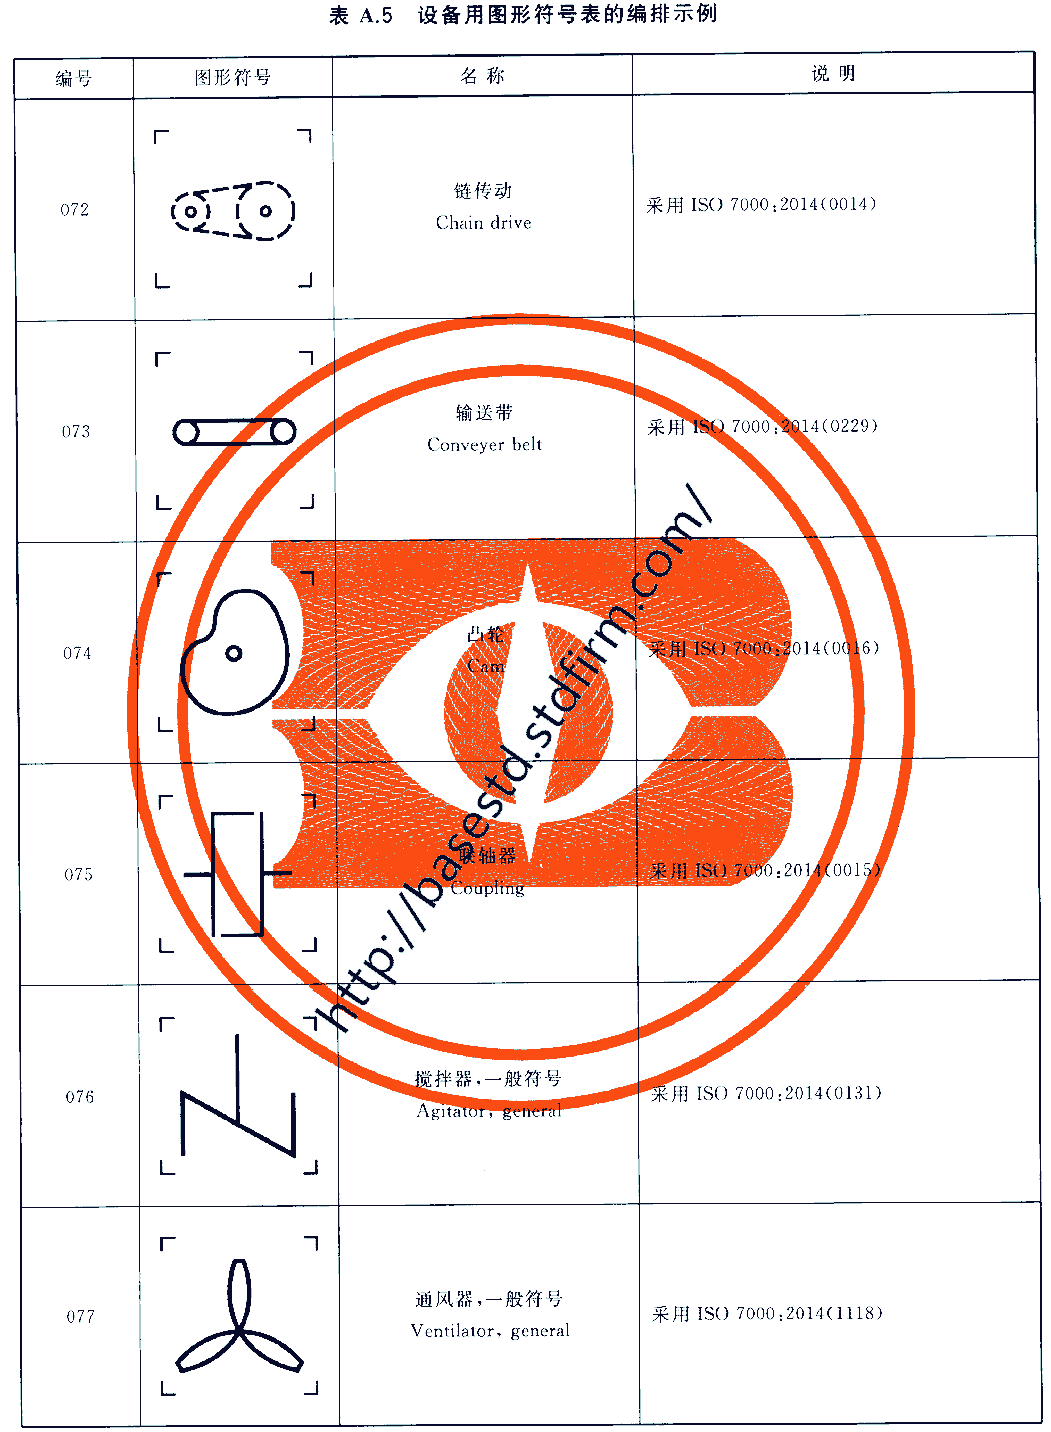 表 A.5 设备用图形符号表的编排示例
编号 图形符号 名 称 说 明
072 链传动 采用 ISO 7000:2014(0014)
Chain drive
073 输送带 采用 ISO 7000:2014(0229)
Conveyer belt
074 凸轮 采用 ISO 7000:2014(0016)
Cam
075 联轴器 采用 ISO 7000:2014(0015)
Coupling
076 搅拌器,一般符号 采用 ISO 7000:2014(0131)
Agitator, general
077 通风器,一般符号 采用 ISO 7000:2014(1118)
Ventilator, general
http://basestd.stdfirm.com/